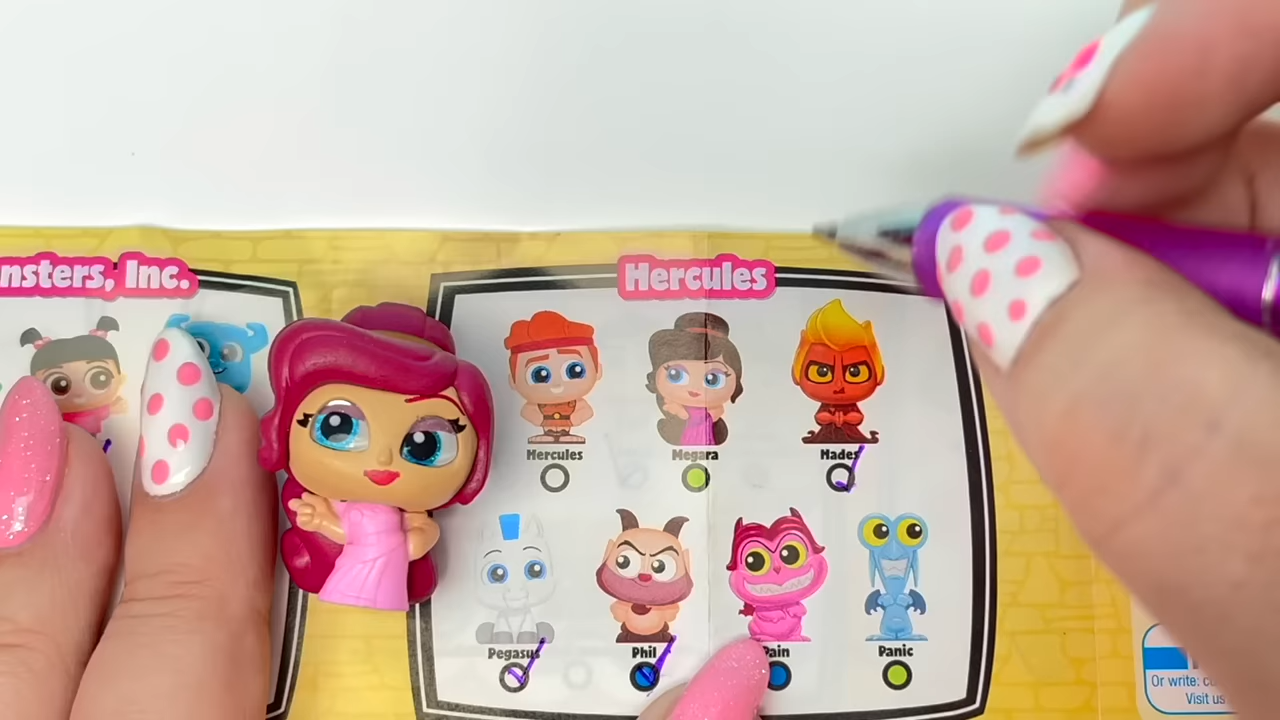 nsters, Inc.
Hercules
Hercules
Megara
Hades
Pegasus
Phil
Pain
Panic
Or write:
Visit us